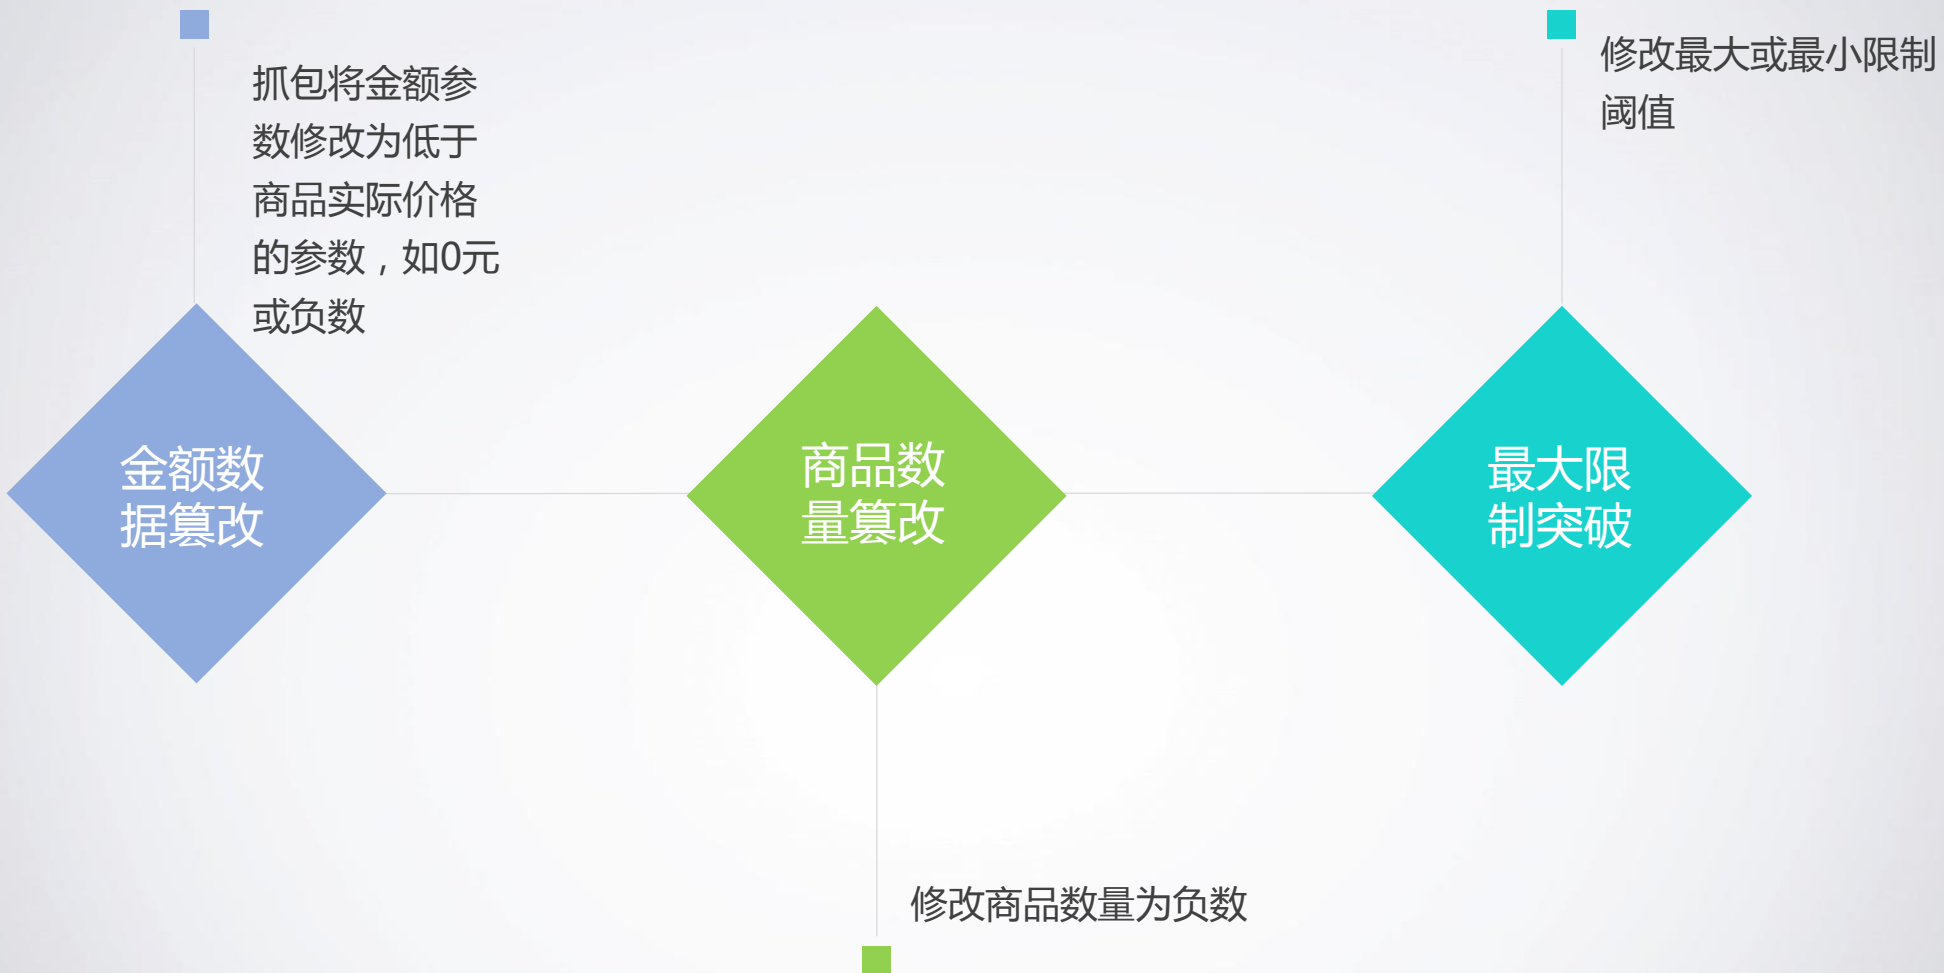 抓包将金额参
数修改为低于
商品实际价格
的参数，如0元
或负数
金额数
据篡改
商品数
量篡改
修改商品数量为负数
修改最大或最小限制
阈值
最大限
制突破